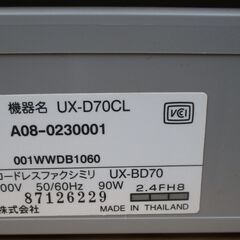 機器名 UX-D70CL
VCI
A08-0230001
001WWDB1060
コードレスファクシミリ UX-BD70
00V 50/60Hz 90W 2.4FH8
株式会社 87126229 MADE IN THAILAND